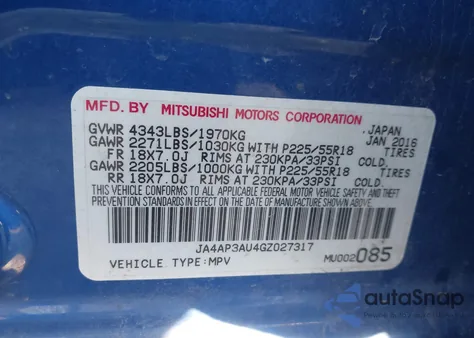 MFD. BY MITSUBISHI MOTORS CORPORATION
, JAPAN
GVWR 4343LBS/1970KG JAN 2016
GAWR 2271LBS/1030KG WITH P225/55R18 TIRES
FR 18X7.0J RIMS AT 230KPA/33PSI COLD.
GAWR 2205LBS/1000KG WITH P225/55R18 TIRES
RR 18X7.0J RIMS AT 230KPA/33PSI COLD.
THIS VEHICLE CONFORMS TO ALL APPLICABLE FEDERAL MOTOR VEHICLE SAFETY AND THEFT
PREVENTION STANDARDS IN EFFECT ON THE DATE OF MANUFACTURE SHOWN ABOVE.
JA4AP3AU4GZ027317
VEHICLE TYPE:MPV MU002085
autoSnap